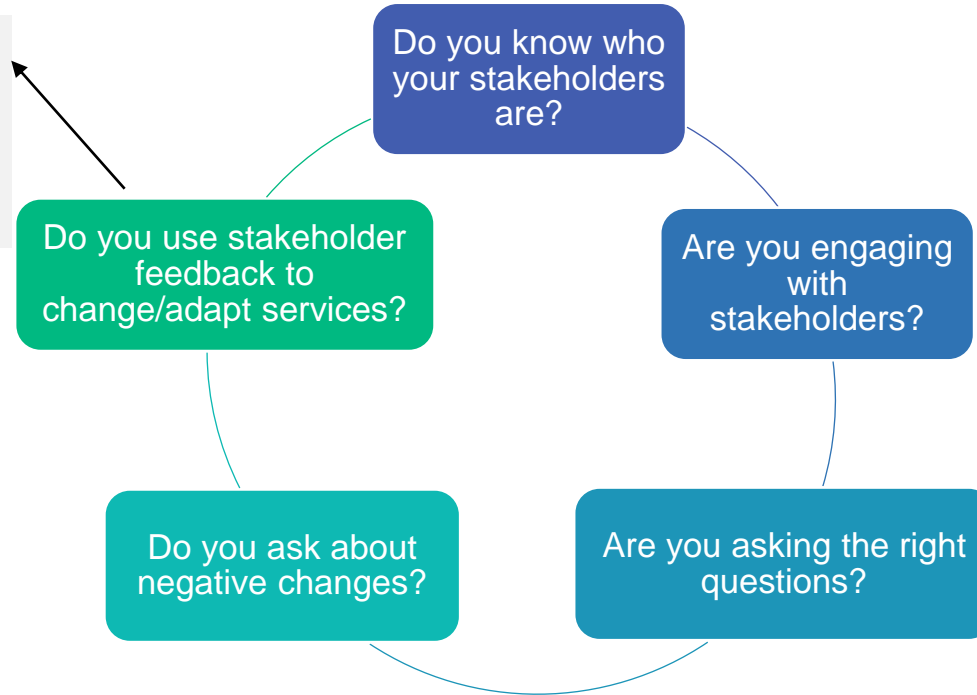 Do you know who
your stakeholders
are?
Are you engaging
with
stakeholders?
Are you asking the right
questions?
Do you ask about
negative changes?
Do you use stakeholder
feedback to
change/adapt services?